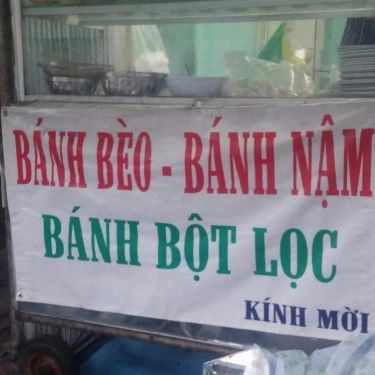 BÁNH BÈO - BÁNH NẬM
BÁNH BỘT LỌC
KÍNH MỜI